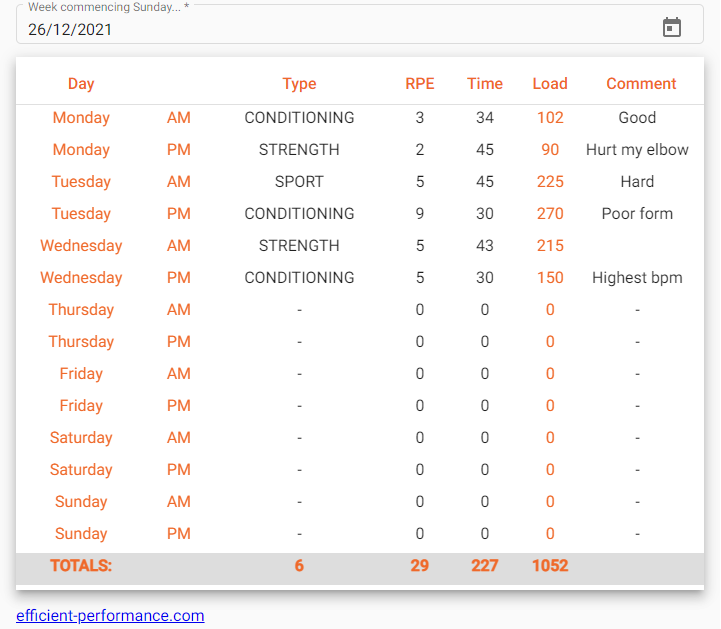 Week commencing Sunday... *
26/12/2021
Day Type RPE Time Load Comment
Monday AM CONDITIONING 3 34 102 Good
Monday PM STRENGTH 2 45 90 Hurt my elbow
Tuesday AM SPORT 5 45 225 Hard
Tuesday PM CONDITIONING 9 30 270 Poor form
Wednesday AM STRENGTH 5 43 215
Wednesday PM CONDITIONING 5 30 150 Highest bpm
Thursday AM - 0 0 0 -
Thursday PM - 0 0 0 -
Friday AM - 0 0 0 -
Friday PM - 0 0 0 -
Saturday AM - 0 0 0 -
Saturday PM - 0 0 0 -
Sunday AM - 0 0 0 -
Sunday PM - 0 0 0 -
TOTALS: 6 29 227 1052
efficient-performance.com